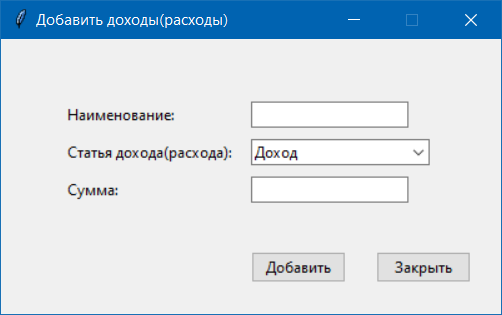 Добавить доходы(расходы)
Наименование:
Статья дохода(расхода): Доход
Сумма:
Добавить Закрыть